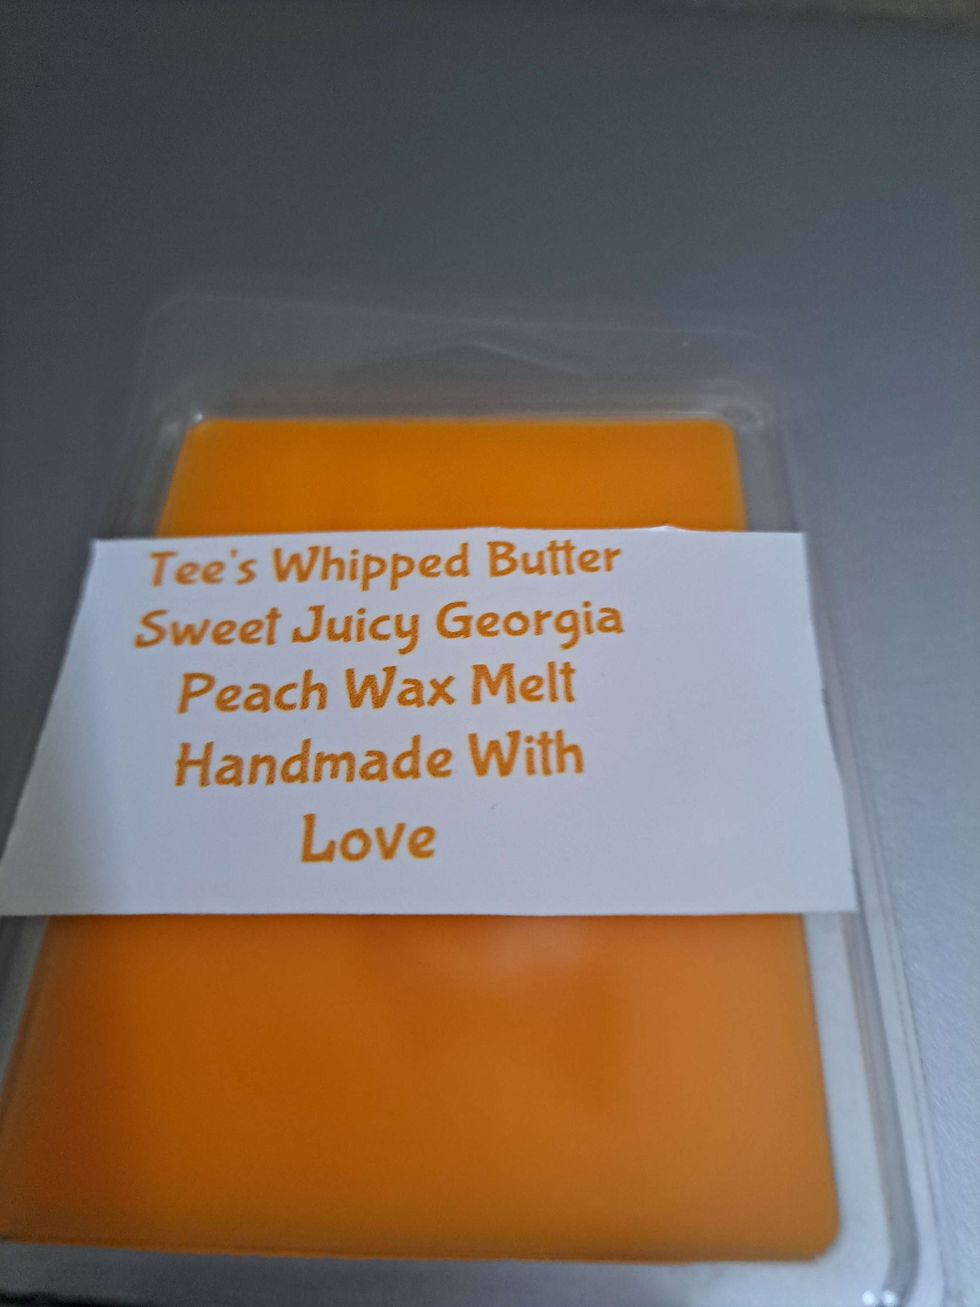 Tee's Whipped Butter
Sweet Juicy Georgia
Peach Wax Melt
Handmade With
Love